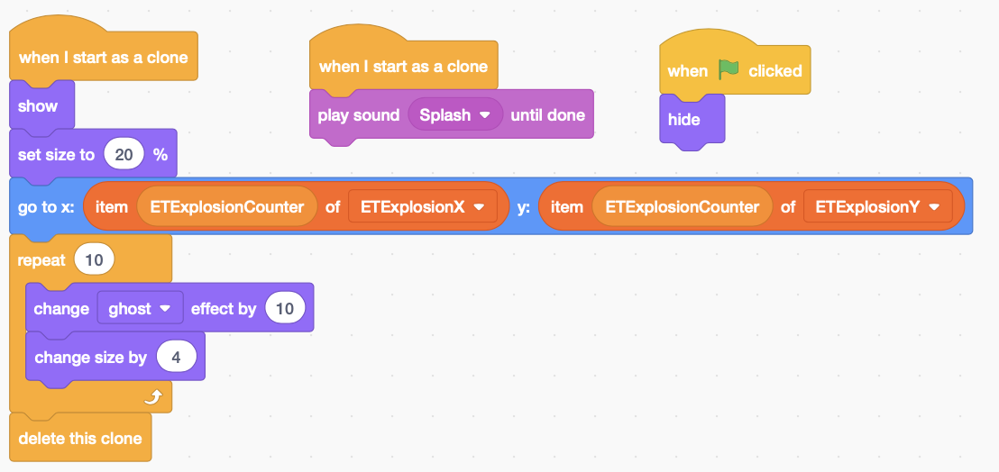 when I start as a clone
show
set size to 20 %
go to x: item ETExplosionCounter of ETExplosionX y: item ETExplosionCounter of ETExplosionY
repeat 10
change ghost effect by 10
change size by 4
delete this clone
when I start as a clone
play sound Splash until done
when clicked
hide